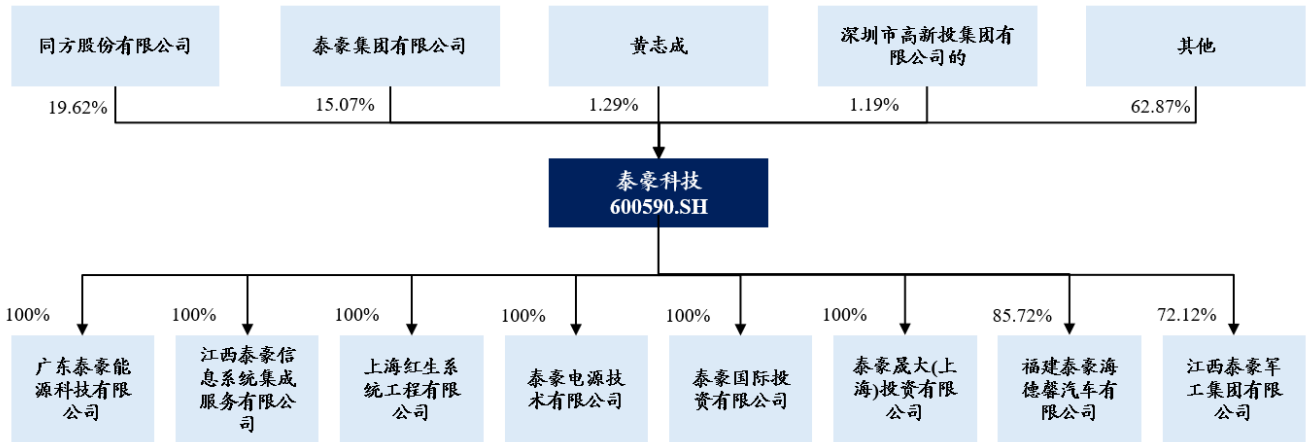 同方股份有限公司
泰豪集团有限公司
黄志成
深圳市高新投集团有
限公司的
其他
19.62%
15.07%
1.29%
1.19%
62.87%
泰豪科技
600590.SH
100%
100%
100%
100%
100%
100%
85.72%
72.12%
广东泰豪能
源科技有限
公司
江西泰豪信
息系统集成
服务有限公
司
上海红生系
统工程有限
公司
泰豪电源技
术有限公司
泰豪国际投
资有限公司
泰豪晟大(上
海)投资有限
公司
福建泰豪海
德馨汽车有
限公司
江西泰豪军
工集团有限
公司